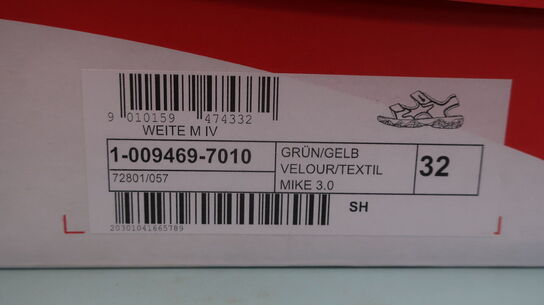 9 010159 474332
WEITE M IV
1-009469-7010
72801/057
GRÜN/GELB
VELOUR/TEXTIL
MIKE 3.0
32
SH
20301041665789